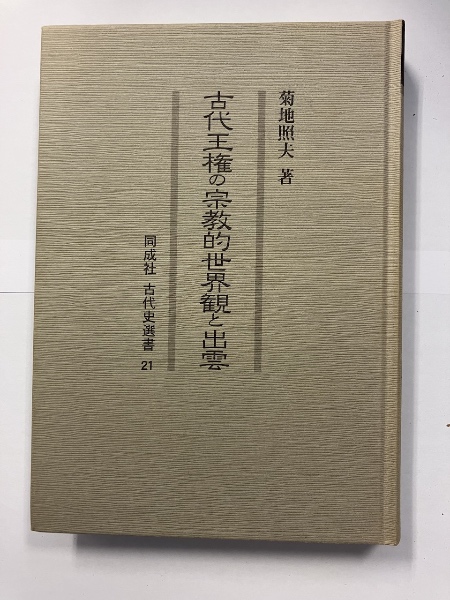 菊地照夫 著
古代王権の宗教的世界観と出雲
同成社 古代史選書 21